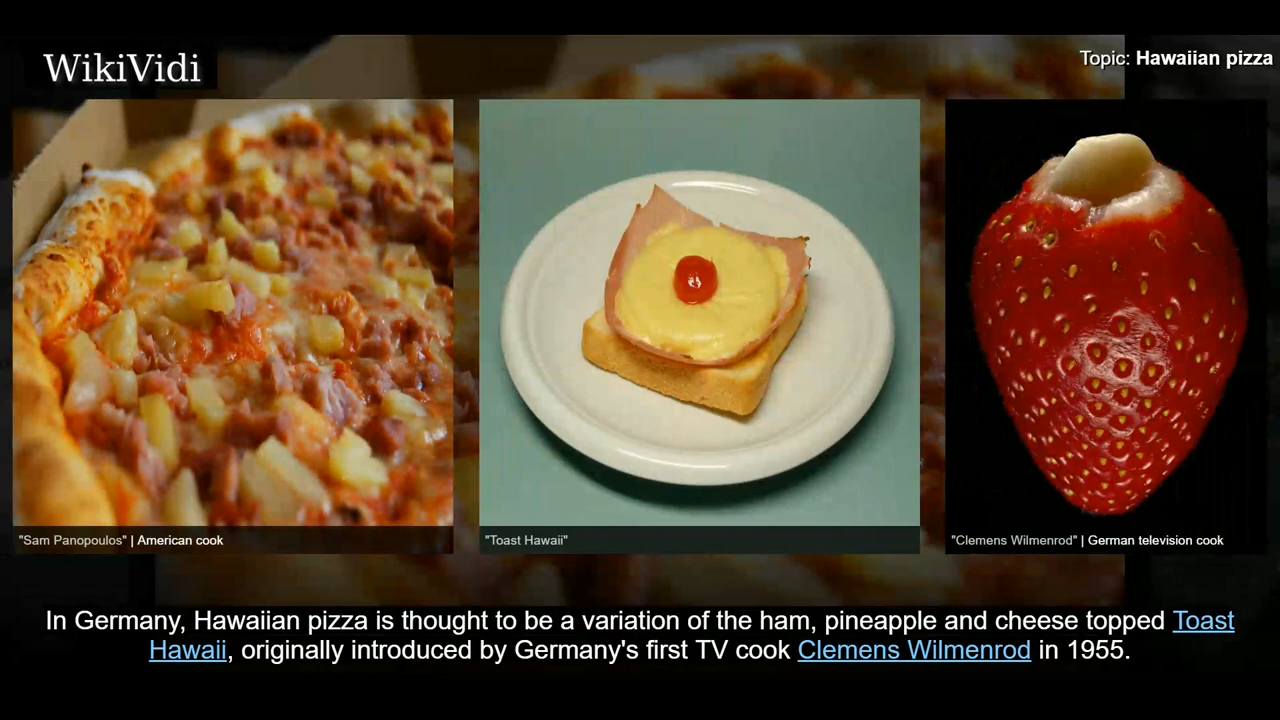 WikiVidi
Topic: Hawaiian pizza
"Sam Panopoulos" | American cook
"Toast Hawaii"
"Clemens Wilmenrod" | German television cook
In Germany, Hawaiian pizza is thought to be a variation of the ham, pineapple and cheese topped Toast
Hawaii, originally introduced by Germany's first TV cook Clemens Wilmenrod in 1955.